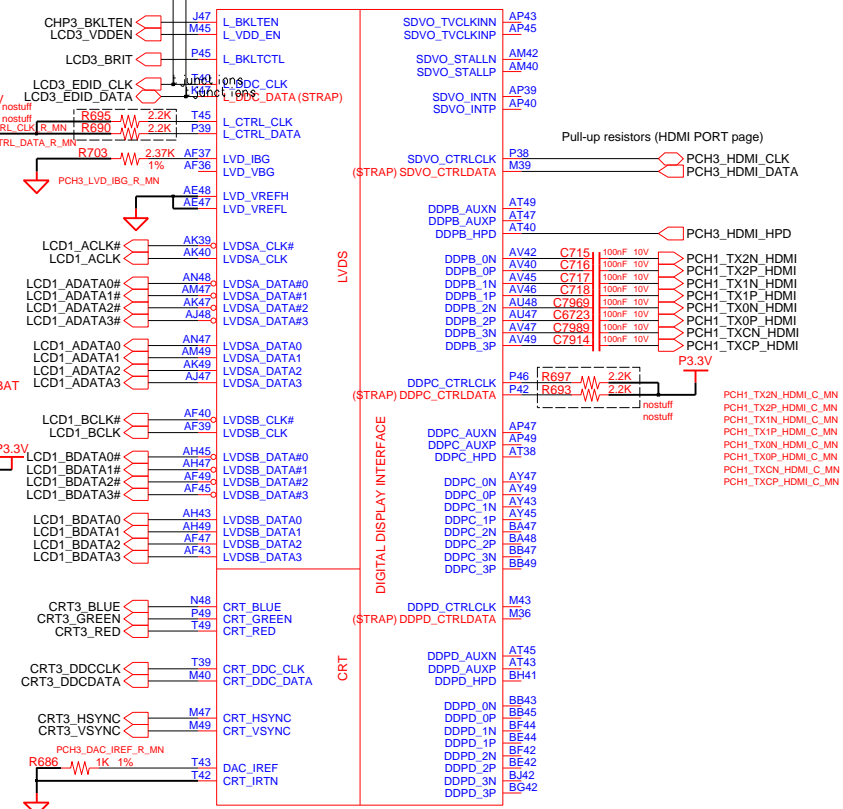 CHP3_BKLTEN J47 L_BKLTEN
LCD3_VDDEN M45 L_VDD_EN
LCD3_BRIT P45 L_BKLTCTL
LCD3_EDID_CLK T40 L_DDC_CLK
junctions
LCD3_EDID_DATA K47 L_DDC_DATA (STRAP)
junctions
nostuff
nostuff
R695 2.2K T45 L_CTRL_CLK
RL_CLK_R_MN
R690 2.2K P39 L_CTRL_DATA
TRL_DATA_R_MN
R703 2.37K 1% AF37 LVD_IBG
AF36 LVD_VBG
PCH3_LVD_IBG_R_MN
AE48 LVD_VREFH
AE47 LVD_VREFL
LCD1_ACLK# AK39 LVDSA_CLK#
LCD1_ACLK AK40 LVDSA_CLK
LCD1_ADATA0# AN48 LVDSA_DATA#0
LCD1_ADATA1# AM47 LVDSA_DATA#1
LCD1_ADATA2# AK47 LVDSA_DATA#2
LCD1_ADATA3# AJ48 LVDSA_DATA#3
LCD1_ADATA0 AN47 LVDSA_DATA0
LCD1_ADATA1 AM49 LVDSA_DATA1
LCD1_ADATA2 AK49 LVDSA_DATA2
LCD1_ADATA3 AJ47 LVDSA_DATA3
BAT
LCD1_BCLK# AF40 LVDSB_CLK#
LCD1_BCLK AF39 LVDSB_CLK
P3.3V
LCD1_BDATA0# AH45 LVDSB_DATA#0
LCD1_BDATA1# AH47 LVDSB_DATA#1
LCD1_BDATA2# AF49 LVDSB_DATA#2
LCD1_BDATA3# AF45 LVDSB_DATA#3
LCD1_BDATA0 AH43 LVDSB_DATA0
LCD1_BDATA1 AH49 LVDSB_DATA1
LCD1_BDATA2 AF47 LVDSB_DATA2
LCD1_BDATA3 AF43 LVDSB_DATA3
CRT3_BLUE N48 CRT_BLUE
CRT3_GREEN P49 CRT_GREEN
CRT3_RED T49 CRT_RED
CRT3_DDCCLK T39 CRT_DDC_CLK
CRT3_DDCDATA M40 CRT_DDC_DATA
CRT3_HSYNC M47 CRT_HSYNC
CRT3_VSYNC M49 CRT_VSYNC
PCH3_DAC_IREF_R_MN
R686 1K 1% T43 DAC_IREF
T42 CRT_IRTN
LVDS
DIGITAL DISPLAY INTERFACE
CRT
SDVO_TVCLKINN AP43
SDVO_TVCLKINP AP45
SDVO_STALLN AM42
SDVO_STALLP AM40
SDVO_INTN AP39
SDVO_INTP AP40
Pull-up resistors (HDMI PORT page)
SDVO_CTRLCLK P38 PCH3_HDMI_CLK
(STRAP) SDVO_CTRLDATA M39 PCH3_HDMI_DATA
DDPB_AUXN AT49
DDPB_AUXP AT47
DDPB_HPD AT40 PCH3_HDMI_HPD
DDPB_0N AV42 C715 100nF 10V PCH1_TX2N_HDMI
DDPB_0P AV40 C716 100nF 10V PCH1_TX2P_HDMI
DDPB_1N AV45 C717 100nF 10V PCH1_TX1N_HDMI
DDPB_1P AV46 C718 100nF 10V PCH1_TX1P_HDMI
DDPB_2N AU48 C7969 100nF 10V PCH1_TX0N_HDMI
DDPB_2P AU47 C6723 100nF 10V PCH1_TX0P_HDMI
DDPB_3N AV47 C7989 100nF 10V PCH1_TXCN_HDMI
DDPB_3P AV49 C7914 100nF 10V PCH1_TXCP_HDMI
P3.3V
DDPC_CTRLCLK P46 R697 2.2K
(STRAP) DDPC_CTRLDATA P42 R693 2.2K
nostuff
nostuff
PCH1_TX2N_HDMI_C_MN
PCH1_TX2P_HDMI_C_MN
PCH1_TX1N_HDMI_C_MN
PCH1_TX1P_HDMI_C_MN
PCH1_TX0N_HDMI_C_MN
PCH1_TX0P_HDMI_C_MN
PCH1_TXCN_HDMI_C_MN
PCH1_TXCP_HDMI_C_MN
DDPC_AUXN AP47
DDPC_AUXP AP49
DDPC_HPD AT38
DDPC_0N AY47
DDPC_0P AY49
DDPC_1N AY43
DDPC_1P AY45
DDPC_2N BA47
DDPC_2P BA48
DDPC_3N BB47
DDPC_3P BB49
DDPD_CTRLCLK M43
(STRAP) DDPD_CTRLDATA M36
DDPD_AUXN AT45
DDPD_AUXP AT43
DDPD_HPD BH41
DDPD_0N BB43
DDPD_0P BB45
DDPD_1N BF44
DDPD_1P BE44
DDPD_2N BF42
DDPD_2P BE42
DDPD_3N BJ42
DDPD_3P BG42